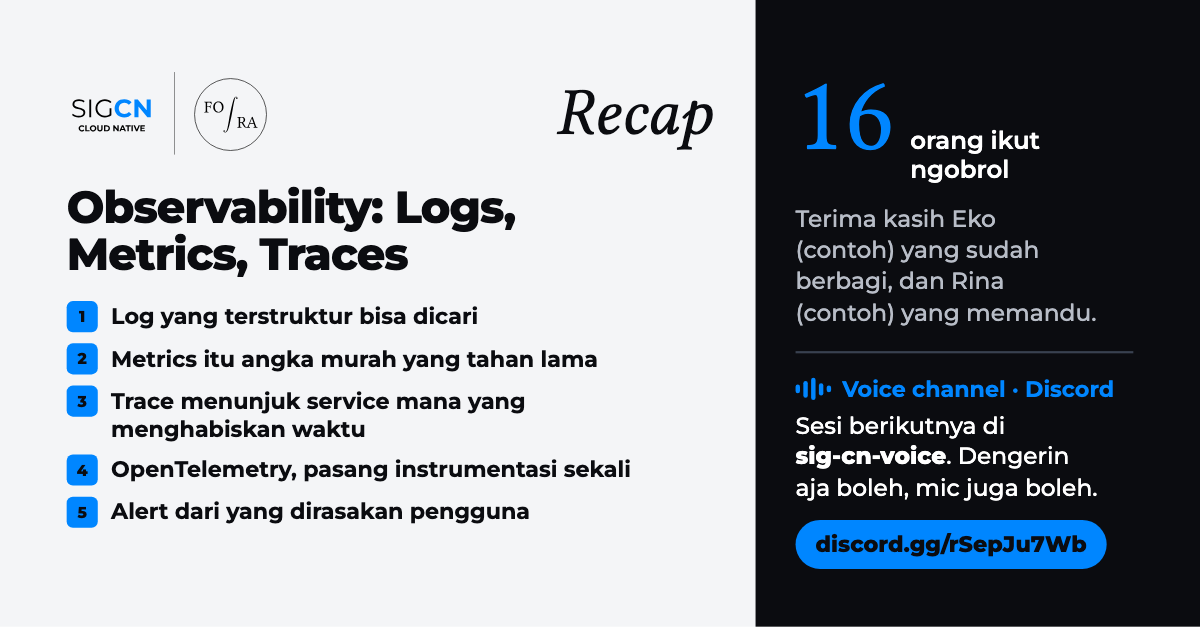 SIGCN
CLOUD NATIVE
FO
RA
Recap
Observability: Logs,
Metrics, Traces
1 Log yang terstruktur bisa dicari
2 Metrics itu angka murah yang tahan lama
3 Trace menunjuk service mana yang
menghabiskan waktu
4 OpenTelemetry, pasang instrumentasi sekali
5 Alert dari yang dirasakan pengguna
16 orang ikut
ngobrol
Terima kasih Eko
(contoh) yang sudah
berbagi, dan Rina
(contoh) yang memandu.
Voice channel · Discord
Sesi berikutnya di
sig-cn-voice. Dengerin
aja boleh, mic juga boleh.
discord.gg/rSepJu7Wb